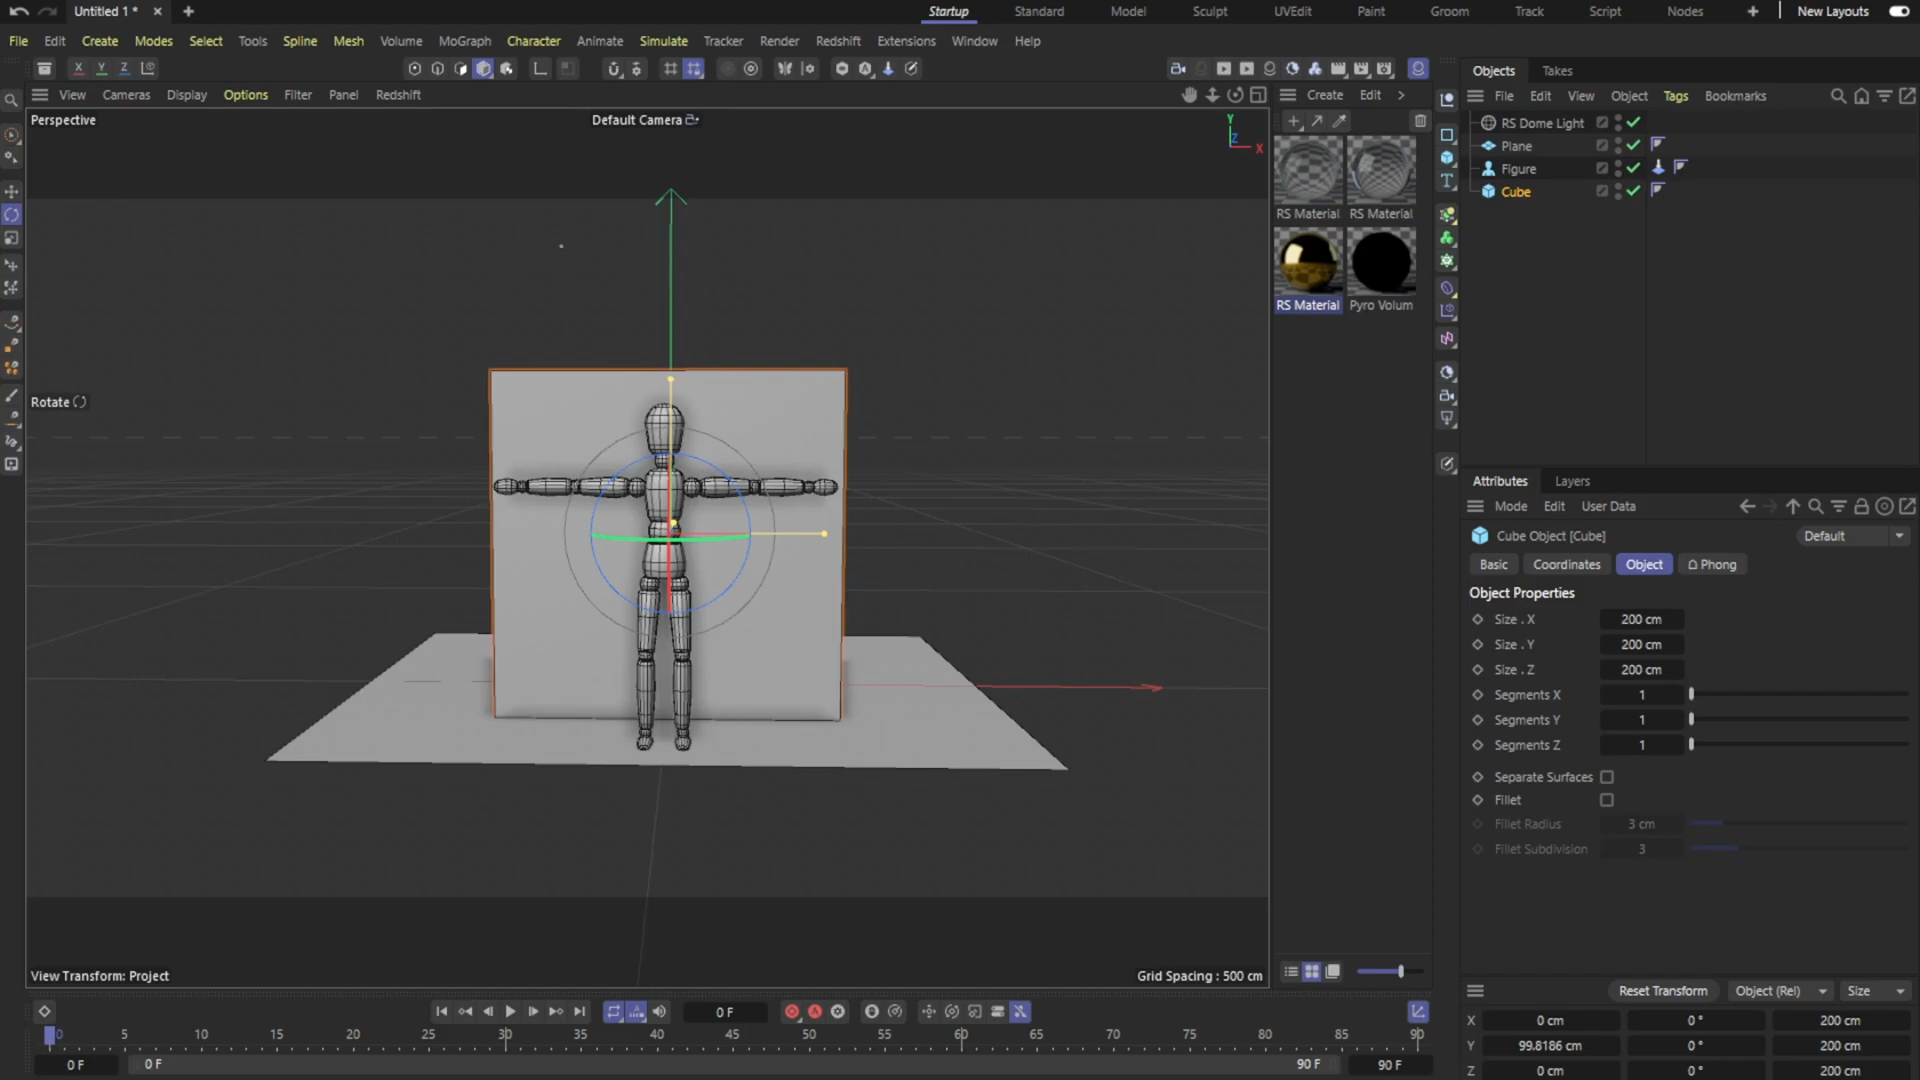 Untitled 1 *
Startup
Standard
Model
Sculpt
UVEdit
Paint
Groom
Track
Script
Nodes
New Layouts
File Edit Create Modes Select Tools Spline Mesh Volume MoGraph Character Animate Simulate Tracker Render Redshift Extensions Window Help
X Y Z
View Cameras Display Options Filter Panel Redshift
Perspective
Default Camera
Y
Z
X
Rotate
View Transform: Project
Grid Spacing : 500 cm
Create Edit
RS Material RS Material
RS Material Pyro Volum
Objects Takes
File Edit View Object Tags Bookmarks
RS Dome Light
Plane
Figure
Cube
Attributes Layers
Mode Edit User Data
Cube Object [Cube]
Default
Basic Coordinates Object Phong
Object Properties
Size . X 200 cm
Size . Y 200 cm
Size . Z 200 cm
Segments X 1
Segments Y 1
Segments Z 1
Separate Surfaces
Fillet
Fillet Radius 3 cm
Fillet Subdivision 3
Reset Transform Object (Rel) Size
X 0 cm 0 ° 200 cm
Y 99.8186 cm 0 ° 200 cm
Z 0 cm 0 ° 200 cm
0 F
0 5 10 15 20 25 30 35 40 45 50 55 60 65 70 75 80 85 90
0 F 0 F 90 F 90 F